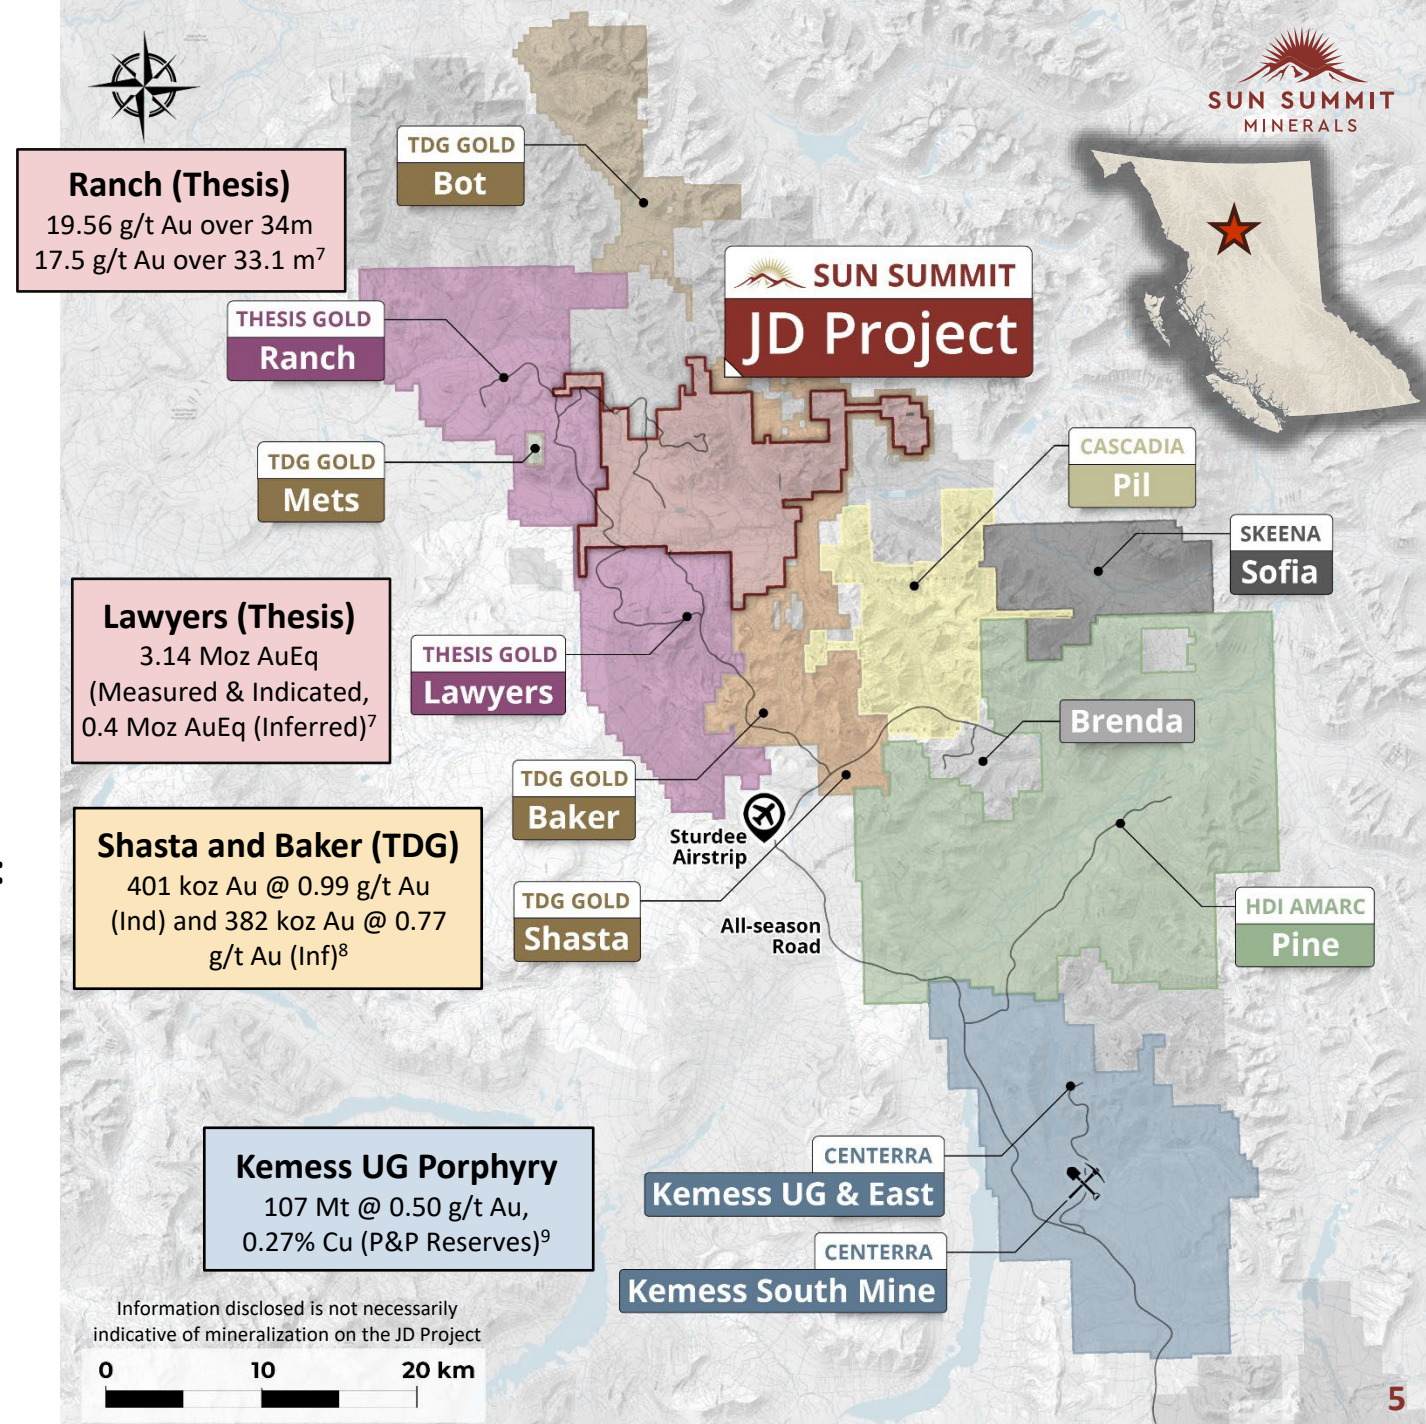 SUN SUMMIT
MINERALS
TDG GOLD
Bot
Ranch (Thesis)
19.56 g/t Au over 34m
17.5 g/t Au over 33.1 m⁷
SUN SUMMIT
JD Project
THESIS GOLD
Ranch
TDG GOLD
Mets
CASCADIA
Pil
SKEENA
Sofia
Lawyers (Thesis)
3.14 Moz AuEq
(Measured & Indicated,
0.4 Moz AuEq (Inferred)⁷
THESIS GOLD
Lawyers
Brenda
TDG GOLD
Baker
Sturdee
Airstrip
Shasta and Baker (TDG)
401 koz Au @ 0.99 g/t Au
(Ind) and 382 koz Au @ 0.77
g/t Au (Inf)⁸
:
TDG GOLD
Shasta
All-season
Road
HDI AMARC
Pine
Kemess UG Porphyry
107 Mt @ 0.50 g/t Au,
0.27% Cu (P&P Reserves)⁹
CENTERRA
Kemess UG & East
CENTERRA
Kemess South Mine
Information disclosed is not necessarily
indicative of mineralization on the JD Project
0 10 20 km
5